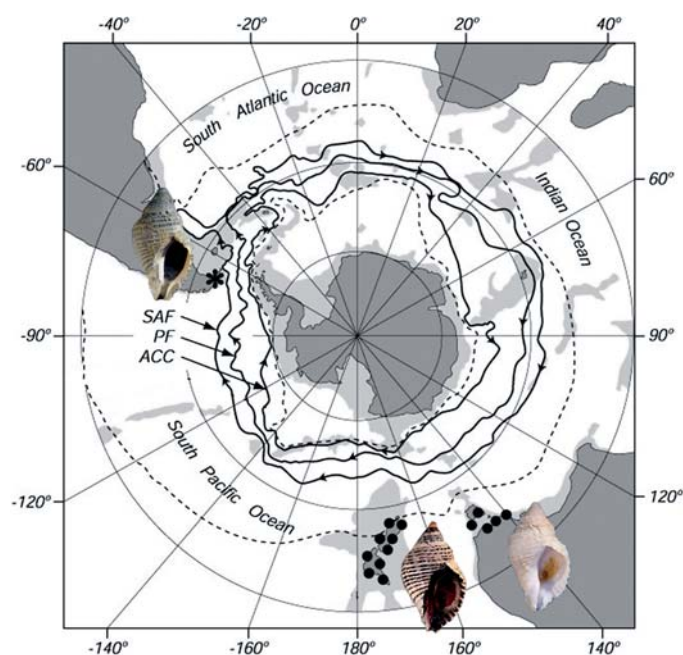 -40° -20° 0° 20° 40°
South Atlantic Ocean
-60° 60°
Indian Ocean
SAF
PF
ACC
-90° 90°
South Pacific Ocean
-120° 120°
-140° -160° 180° 160° 140°